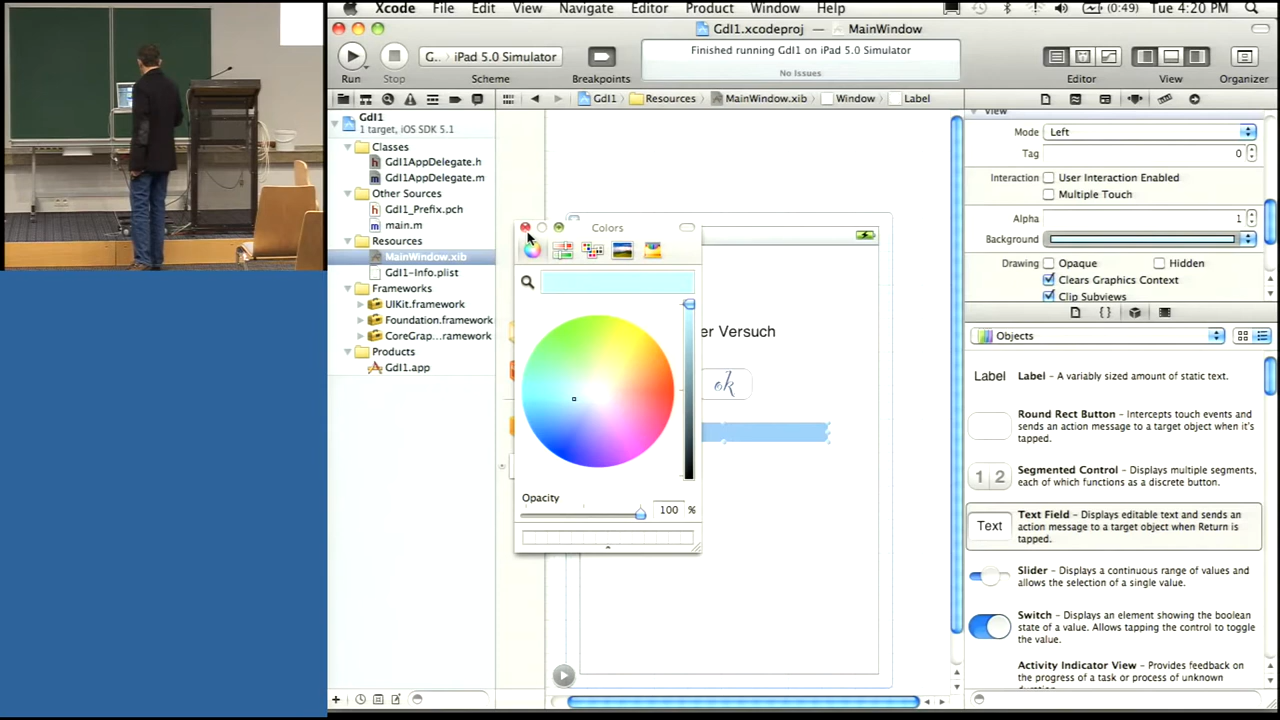 Xcode File Edit View Navigate Editor Product Window Help (0:49) Tue 4:20 PM
GdI1.xcodeproj — MainWindow
G.. iPad 5.0 Simulator
Finished running GdI1 on iPad 5.0 Simulator
No Issues
Run Stop Scheme Breakpoints Editor View Organizer
GdI1 Resources MainWindow.xib Window Label
GdI1
1 target, iOS SDK 5.1
Classes
GdI1AppDelegate.h
GdI1AppDelegate.m
Other Sources
GdI1_Prefix.pch
main.m
Resources
MainWindow.xib
GdI1-Info.plist
Frameworks
UIKit.framework
Foundation.framework
CoreGrap...ramework
Products
GdI1.app
Colors
Opacity
100 %
er Versuch
ok
View
Mode Left
Tag 0
Interaction User Interaction Enabled
Multiple Touch
Alpha 1
Background
Drawing Opaque Hidden
Clears Graphics Context
Clip Subviews
Objects
Label Label – A variably sized amount of static text.
Round Rect Button – Intercepts touch events and
sends an action message to a target object when it's
tapped.
1 2 Segmented Control – Displays multiple segments,
each of which functions as a discrete button.
Text Text Field – Displays editable text and sends an
action message to a target object when Return is
tapped.
Slider – Displays a continuous range of values and
allows the selection of a single value.
Switch – Displays an element showing the boolean
state of a value. Allows tapping the control to toggle
the value.
Activity Indicator View – Provides feedback on
the progress of a task or process of unknown